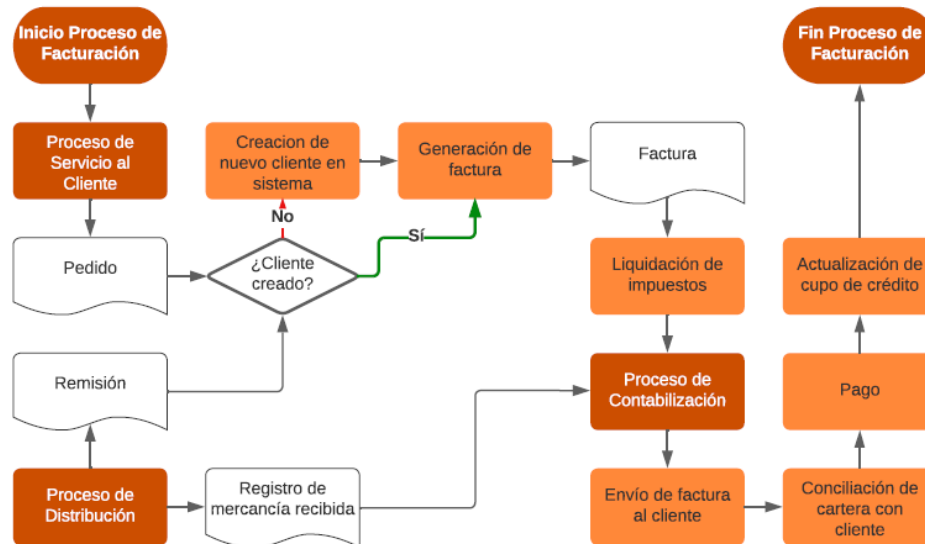 Inicio Proceso de
Facturación
Fin Proceso de
Facturación
Proceso de
Servicio al
Cliente
Creacion de
nuevo cliente en
sistema
Generación de
factura
Factura
No
Sí
Pedido
¿Cliente
creado?
Liquidación de
impuestos
Actualización de
cupo de crédito
Remisión
Proceso de
Contabilización
Pago
Proceso de
Distribución
Registro de
mercancía recibida
Envío de factura
al cliente
Conciliación de
cartera con
cliente